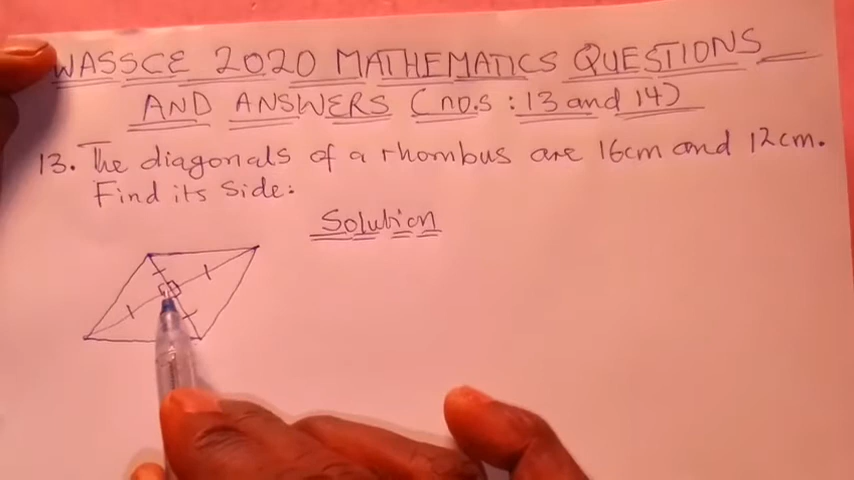 WASSCE 2020 MATHEMATICS QUESTIONS
AND ANSWERS (no.s : 13 and 14)
13. The diagonals of a rhombus are 16cm and 12cm.
Find its side:
Solution